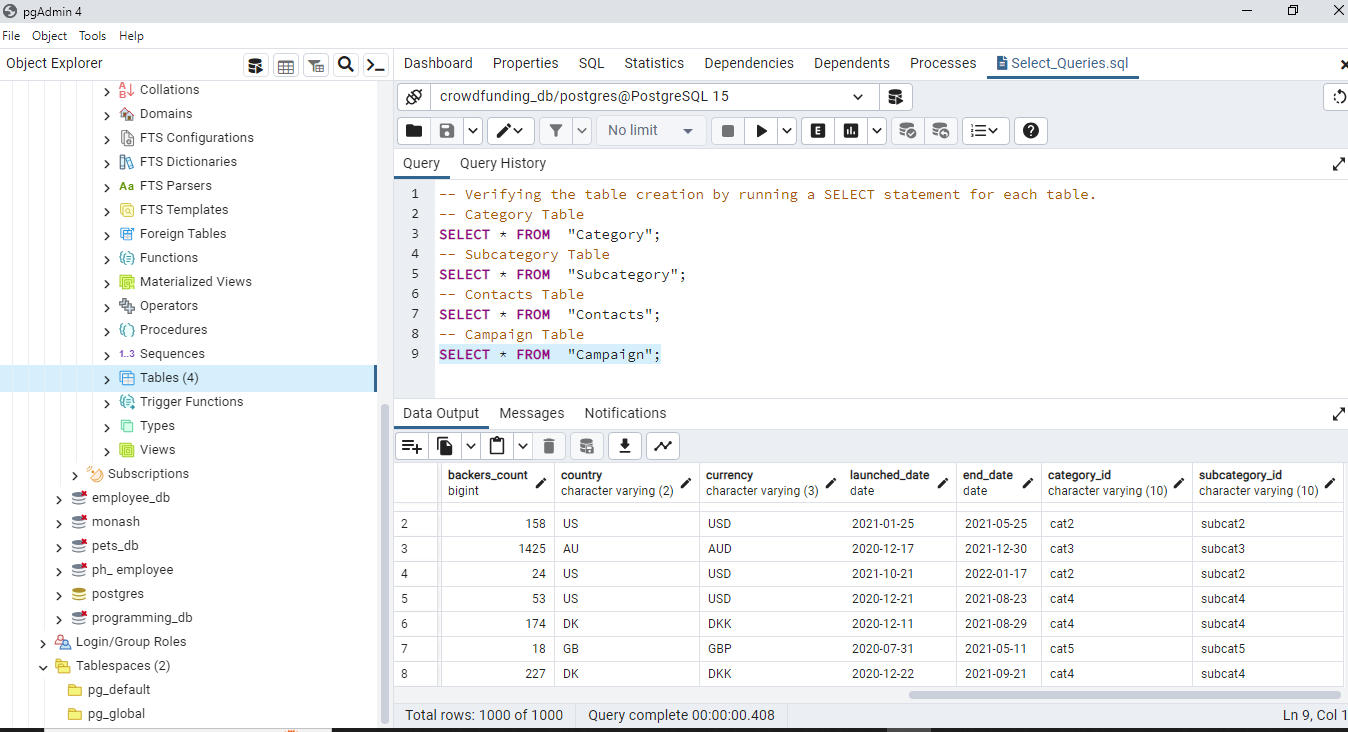 pgAdmin 4
File Object Tools Help
Object Explorer
Collations
Domains
FTS Configurations
FTS Dictionaries
Aa FTS Parsers
FTS Templates
Foreign Tables
Functions
Materialized Views
Operators
Procedures
1..3 Sequences
Tables (4)
Trigger Functions
Types
Views
Subscriptions
employee_db
monash
pets_db
ph_ employee
postgres
programming_db
Login/Group Roles
Tablespaces (2)
pg_default
pg_global
Dashboard Properties SQL Statistics Dependencies Dependents Processes Select_Queries.sql
crowdfunding_db/postgres@PostgreSQL 15
No limit E
Query Query History
1 -- Verifying the table creation by running a SELECT statement for each table.
2 -- Category Table
3 SELECT * FROM "Category";
4 -- Subcategory Table
5 SELECT * FROM "Subcategory";
6 -- Contacts Table
7 SELECT * FROM "Contacts";
8 -- Campaign Table
9 SELECT * FROM "Campaign";
Data Output Messages Notifications
backers_count country currency launched_date end_date category_id subcategory_id
bigint character varying (2) character varying (3) date date character varying (10) character varying (10)
2 158 US USD 2021-01-25 2021-05-25 cat2 subcat2
3 1425 AU AUD 2020-12-17 2021-12-30 cat3 subcat3
4 24 US USD 2021-10-21 2022-01-17 cat2 subcat2
5 53 US USD 2020-12-21 2021-08-23 cat4 subcat4
6 174 DK DKK 2020-12-11 2021-08-29 cat4 subcat4
7 18 GB GBP 2020-07-31 2021-05-11 cat5 subcat5
8 227 DK DKK 2020-12-22 2021-09-21 cat4 subcat4
Total rows: 1000 of 1000 Query complete 00:00:00.408 Ln 9, Col 1